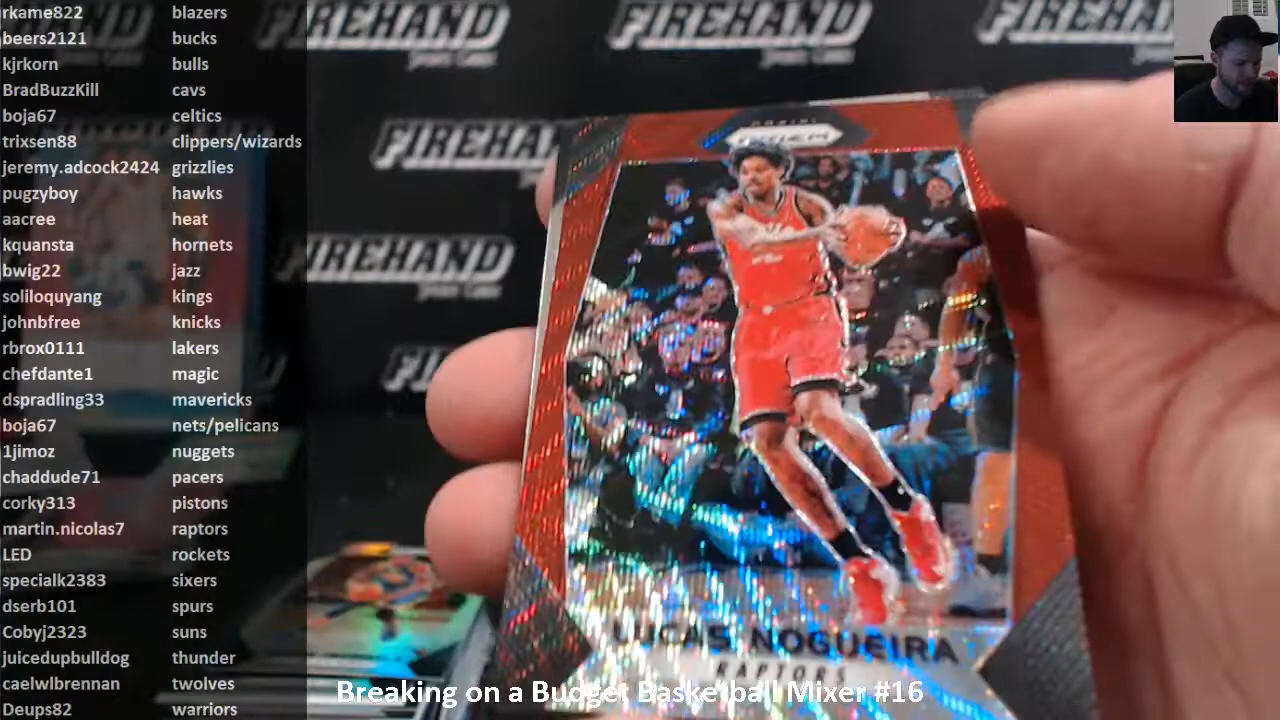 rkame822 blazers
beers2121 bucks
kjrkorn bulls
BradBuzzKill cavs
boja67 celtics
trixsen88 clippers/wizards
jeremy.adcock2424 grizzlies
pugzyboy hawks
aacree heat
kquansta hornets
bwig22 jazz
soliloquyang kings
johnbfree knicks
rbrox0111 lakers
chefdante1 magic
dspradling33 mavericks
boja67 nets/pelicans
1jimoz nuggets
chaddude71 pacers
corky313 pistons
martin.nicolas7 raptors
LED rockets
specialk2383 sixers
dserb101 spurs
Cobyj2323 suns
juicedupbulldog thunder
caelwlbrennan twolves
Deups82 warriors
FIREHAND
FIREHAND
FIREHAND
FIREHAND
FIREHAND
PANINI
PRIZM
LUCAS NOGUEIRA
RAPTORS
Breaking on a Budget Basketball Mixer #16